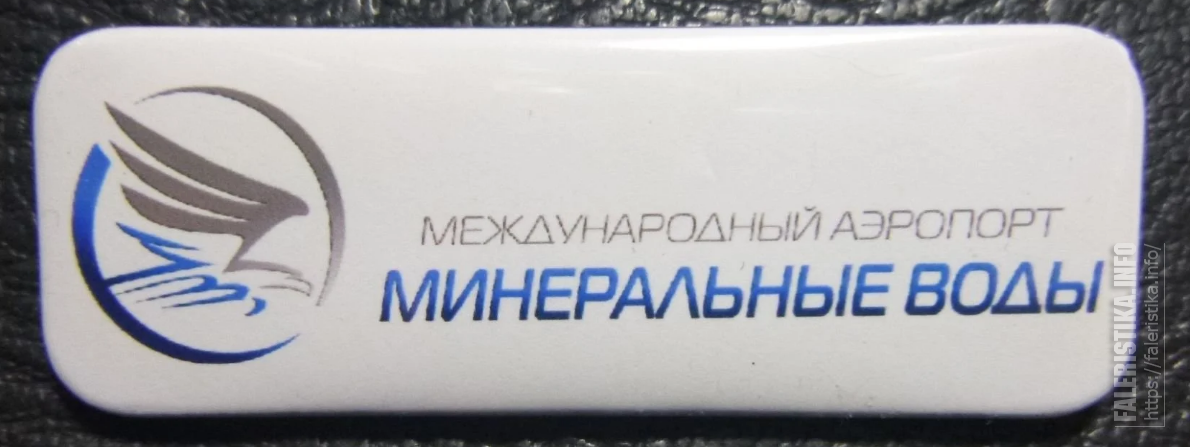 МЕЖДУНАРОДНЫЙ АЭРОПОРТ
МИНЕРАЛЬНЫЕ ВОДЫ
FALERISTIKA.INFO
https://faleristika.info/